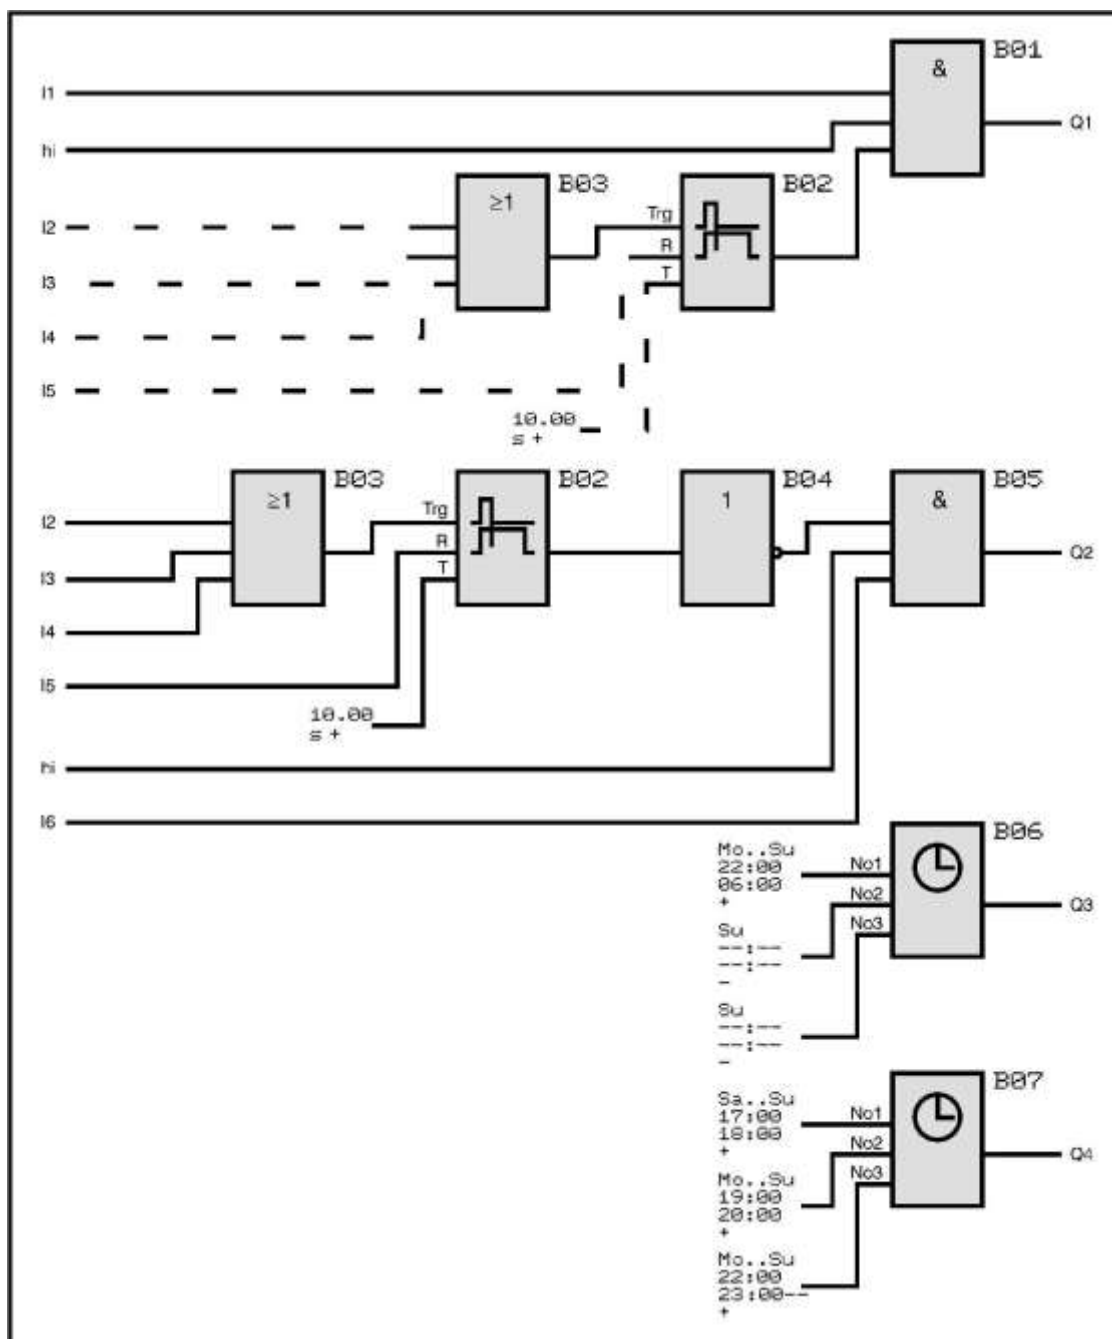 B01
&
I1
Q1
hi
B03
B02
≥1
Trg
I2
R
I3
T
I4
I5
10.00
s +
B03
B02
B04
B05
≥1
1
&
I2
Trg
R
Q2
I3
T
I4
I5
10.00
s +
hi
I6
B06
Mo..Su
22:00
06:00
+
No1
No2
Q3
No3
Su
--:--
--:--
-
Su
--:--
--:--
-
B07
Sa..Su
17:00
18:00
+
No1
No2
Q4
No3
Mo..Su
19:00
20:00
+
Mo..Su
22:00
23:00--
+